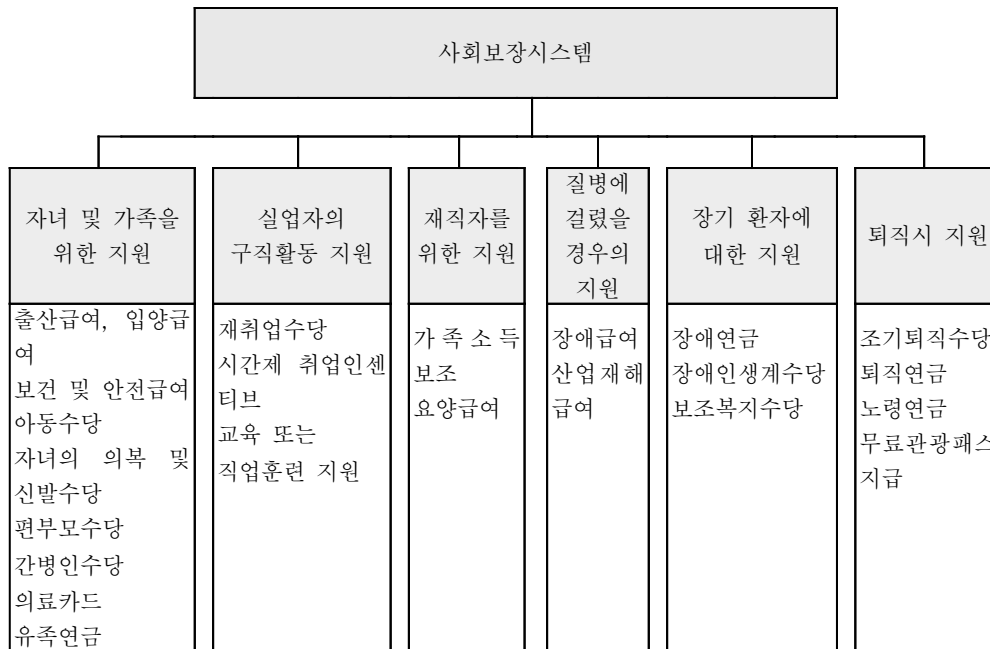 사회보장시스템
자녀 및 가족을
위한 지원
출산급여, 입양급
여
보건 및 안전급여
아동수당
자녀의 의복 및
신발수당
편부모수당
간병인수당
의료카드
유족연금
실업자의
구직활동 지원
재취업수당
시간제 취업인센
티브
교육 또는
직업훈련 지원
재직자를
위한 지원
가족소득
보조
요양급여
질병에
걸렸을
경우의
지원
장애급여
산업재해
급여
장기 환자에
대한 지원
장애연금
장애인생계수당
보조복지수당
퇴직시 지원
조기퇴직수당
퇴직연금
노령연금
무료관광패스
지급